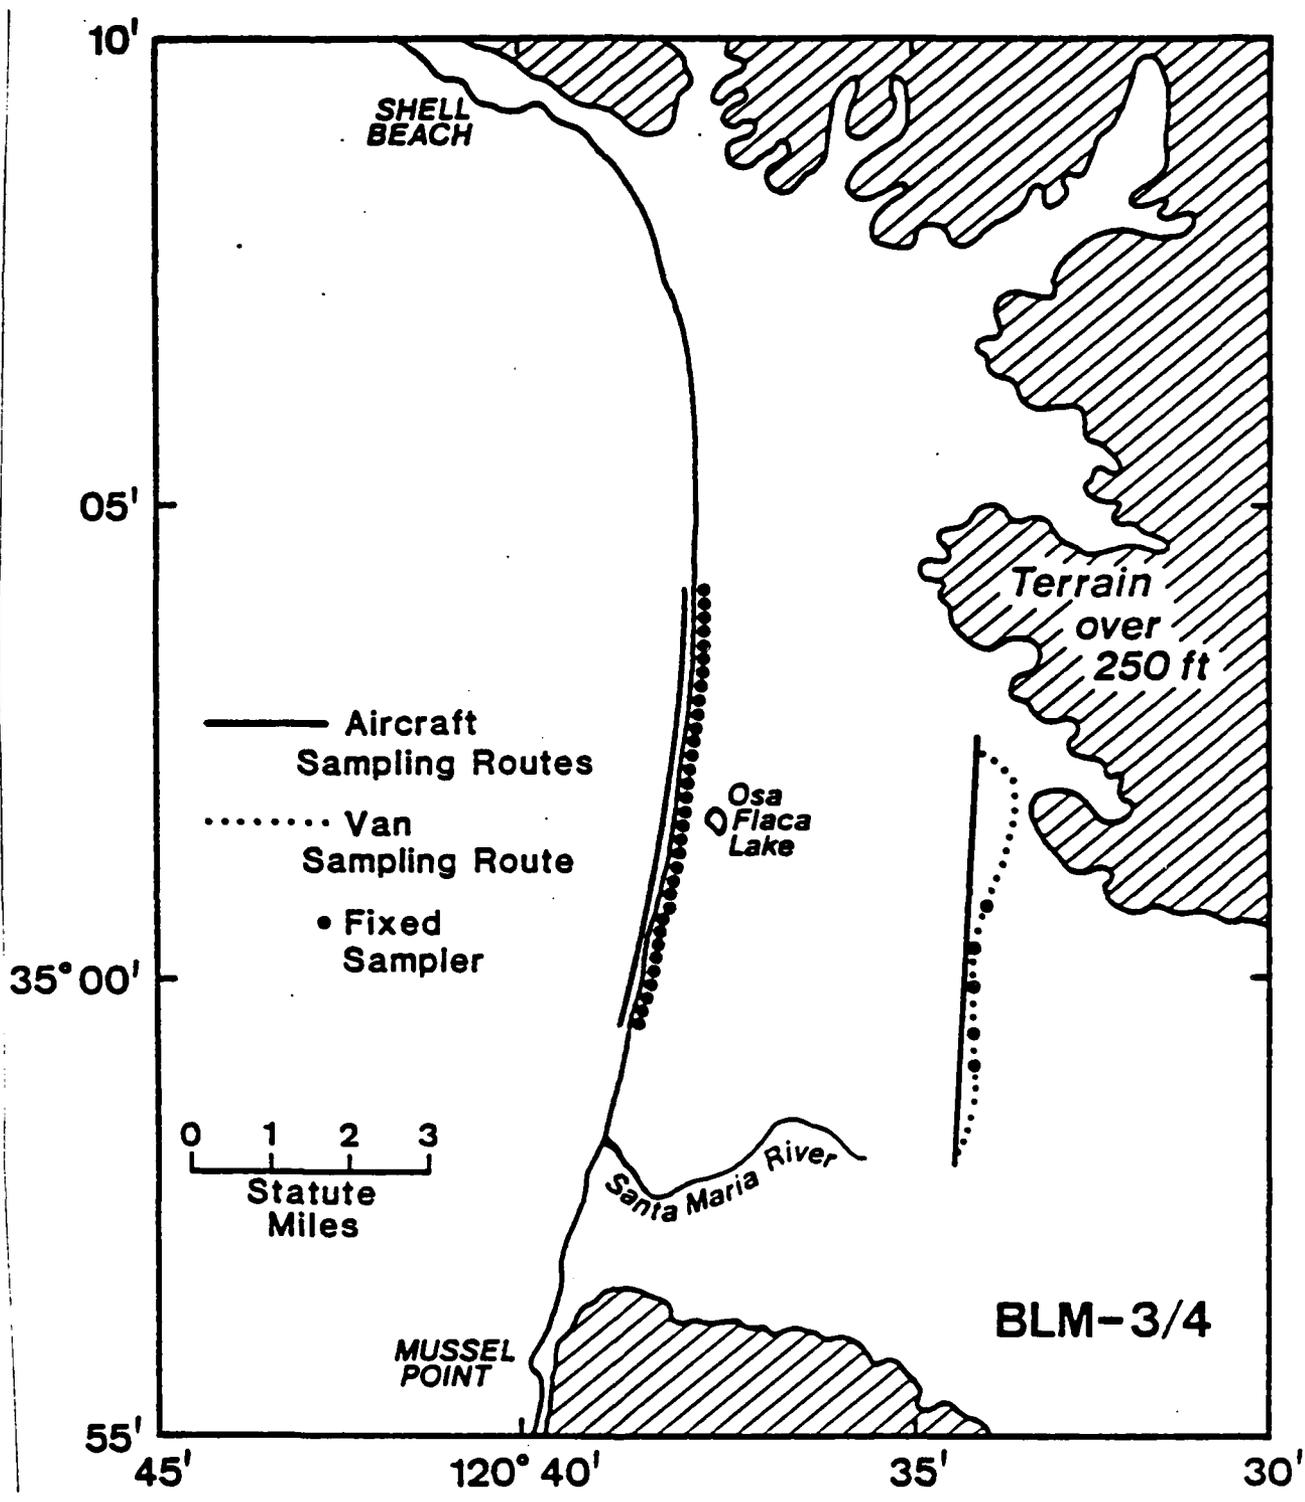 10'
SHELL
BEACH
05'
Terrain
over
250 ft
Aircraft
Sampling Routes
Van
Sampling Route
Fixed
Sampler
Osa
Flaca
Lake
35° 00'
0 1 2 3
Statute
Miles
Santa Maria River
BLM-3/4
MUSSEL
POINT
55'
45' 120° 40' 35' 30'